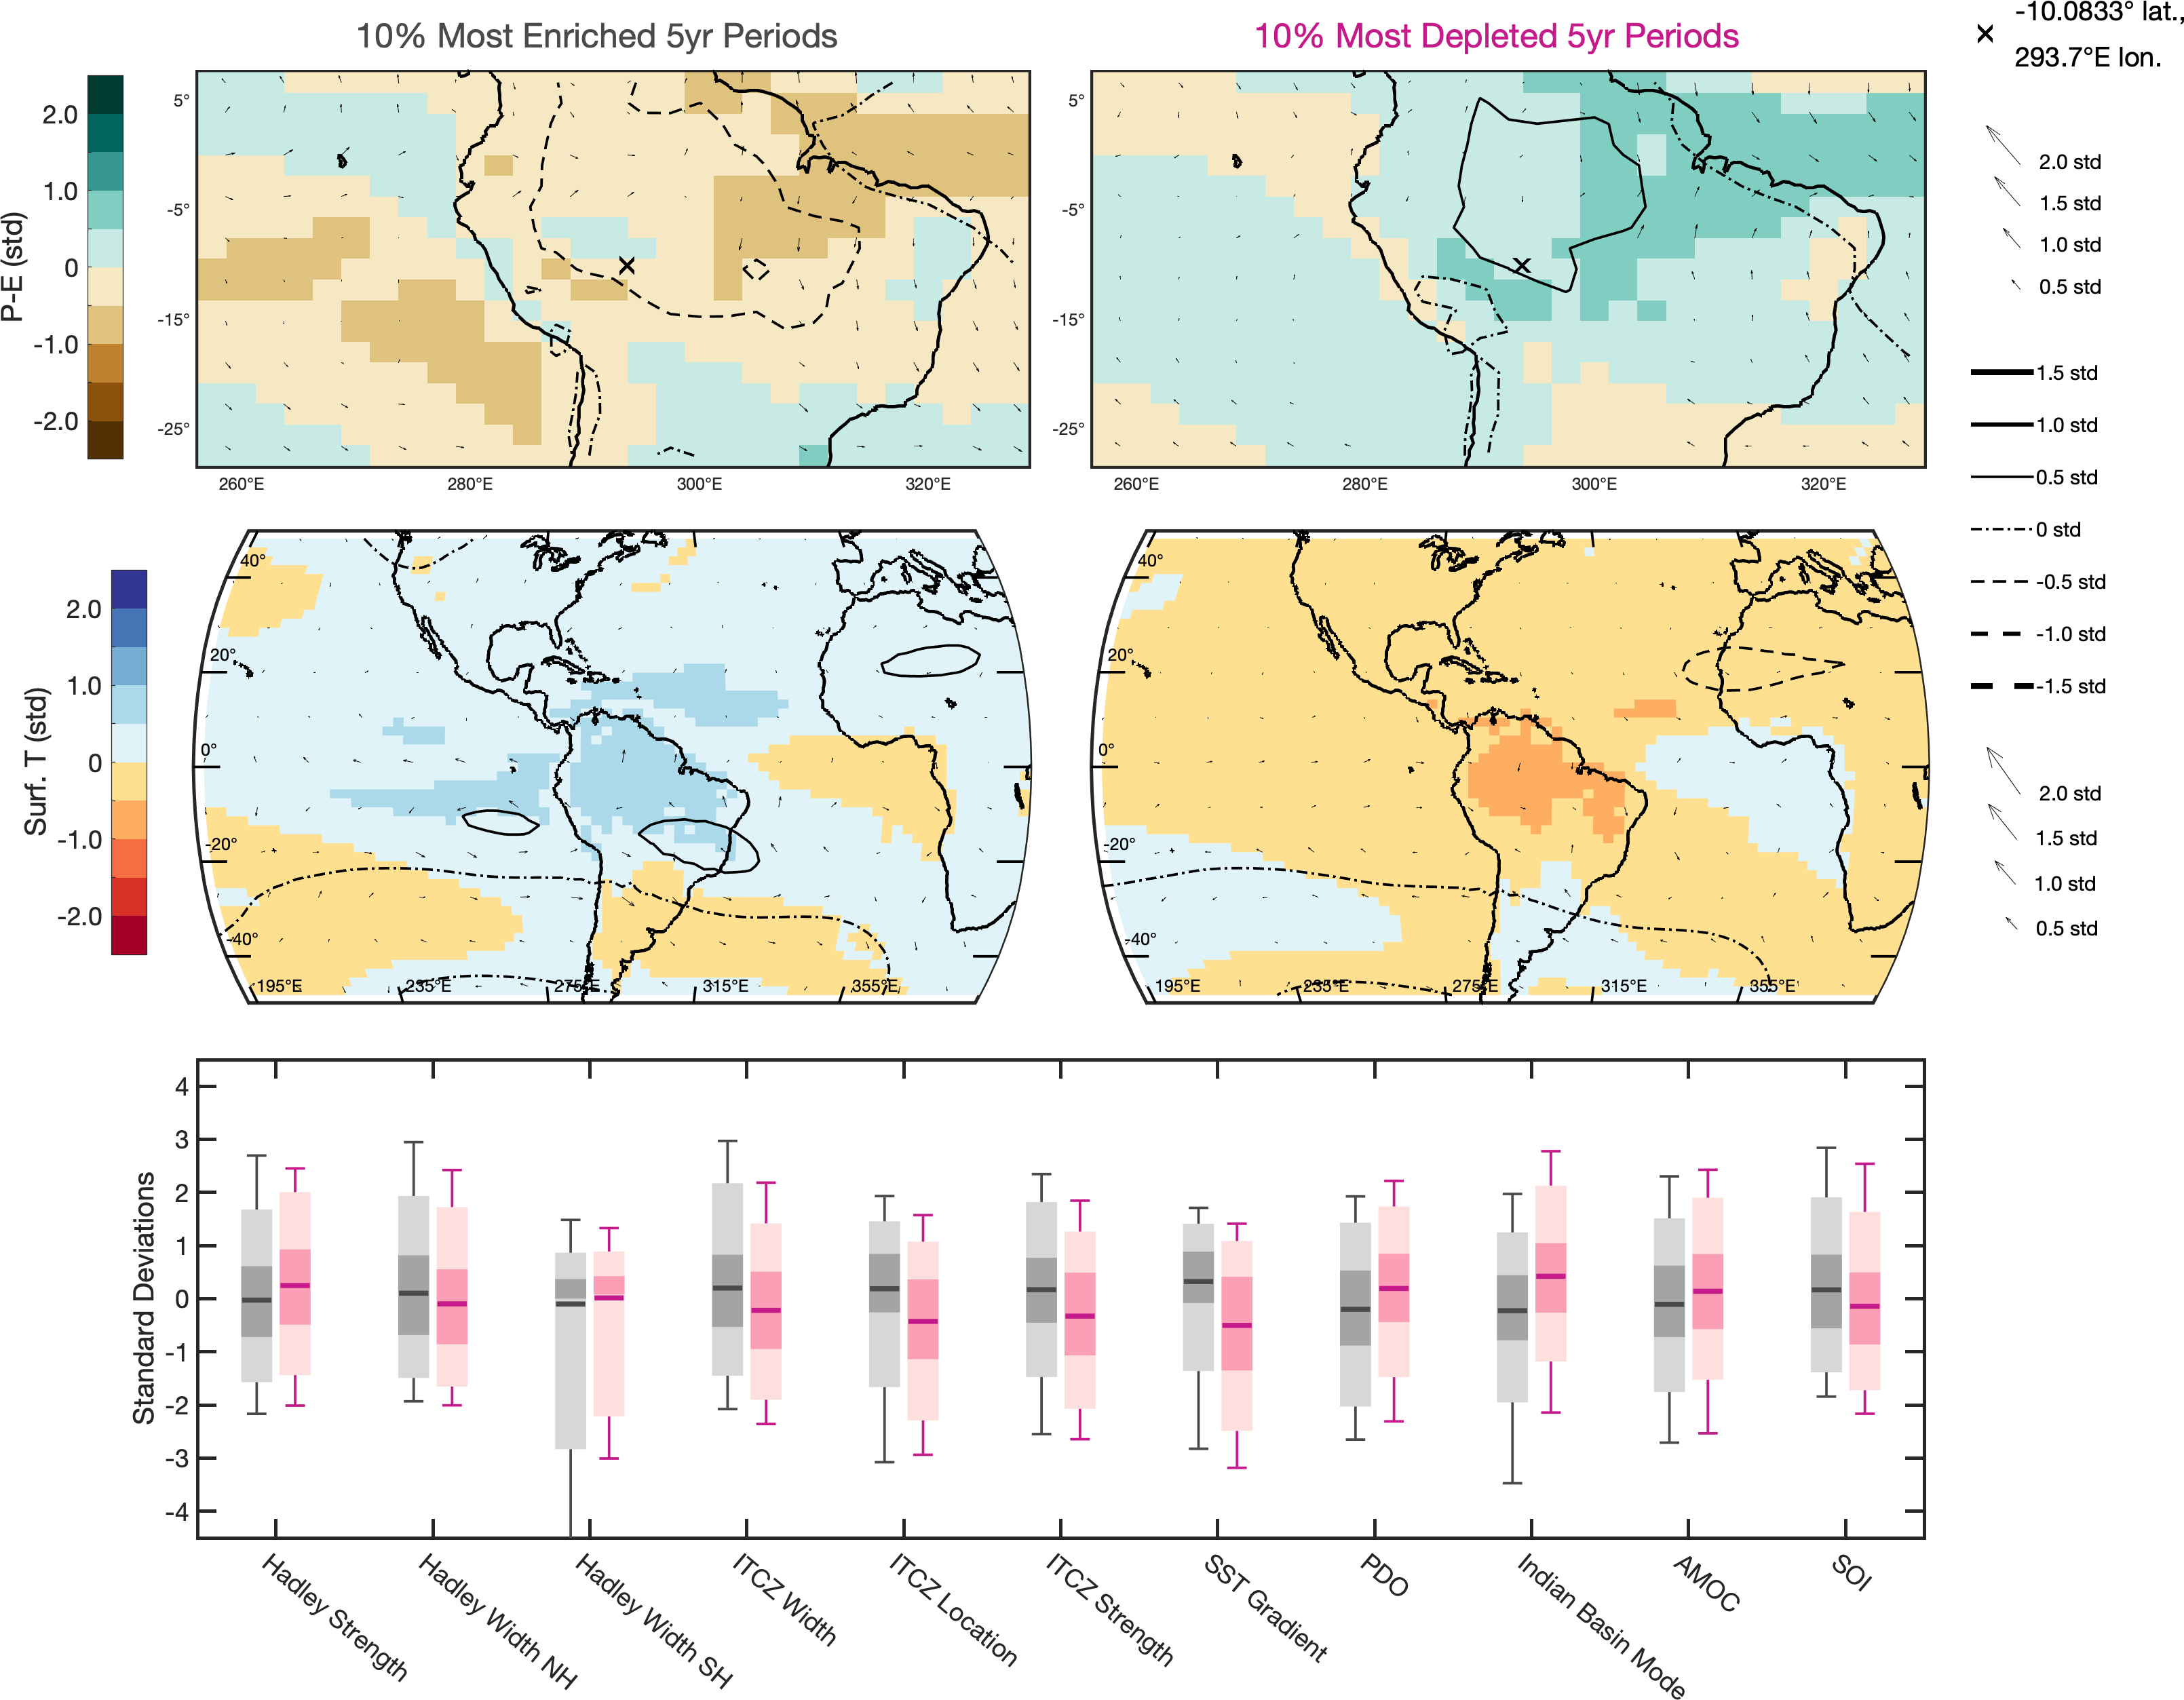 10% Most Enriched 5yr Periods
10% Most Depleted 5yr Periods
-10.0833° lat.,
293.7°E lon.
P-E (std)
2.0
1.0
0
-1.0
-2.0
5°
-5°
-15°
-25°
260°E
280°E
300°E
320°E
5°
-5°
-15°
-25°
260°E
280°E
300°E
320°E
2.0 std
1.5 std
1.0 std
0.5 std
1.5 std
1.0 std
0.5 std
0 std
-0.5 std
-1.0 std
-1.5 std
2.0 std
1.5 std
1.0 std
0.5 std
Surf. T (std)
2.0
1.0
0
-1.0
-2.0
40°
20°
0°
-20°
-40°
195°E
235°E
275°E
315°E
355°E
40°
20°
0°
-20°
-40°
195°E
235°E
275°E
315°E
355°E
Standard Deviations
4
3
2
1
0
-1
-2
-3
-4
Hadley Strength
Hadley Width NH
Hadley Width SH
ITCZ Width
ITCZ Location
ITCZ Strength
SST Gradient
PDO
Indian Basin Mode
AMOC
SOI